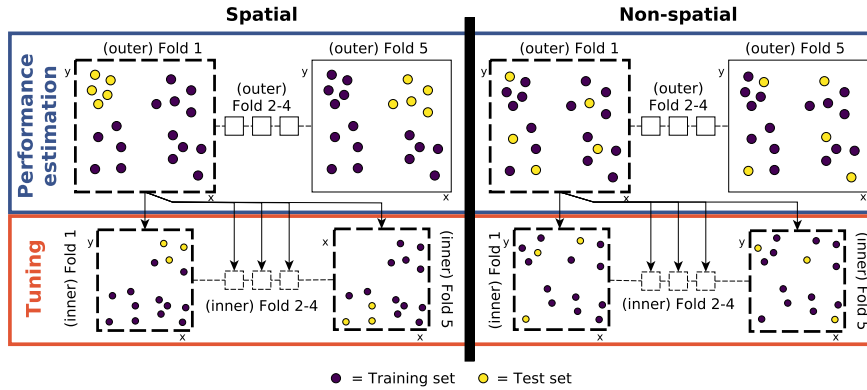 Spatial
Non-spatial
Performance
estimation
(outer) Fold 1
(outer)
Fold 2-4
(outer) Fold 5
(outer) Fold 1
(outer)
Fold 2-4
(outer) Fold 5
y
x
x
y
x
y
x
Tuning
(inner) Fold 1
y
x
(inner) Fold 2-4
x
x
(inner) Fold 5
(inner) Fold 1
y
x
(inner) Fold 2-4
y
x
(inner) Fold 5
= Training set
= Test set